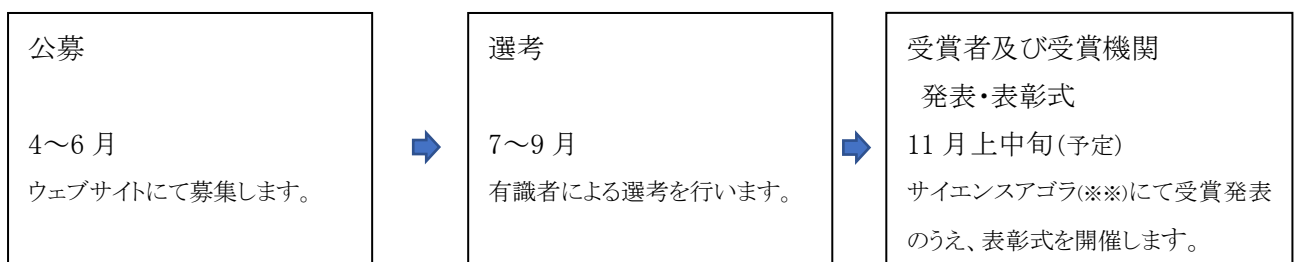 公募
4～6 月
ウェブサイトにて募集します。
選考
7～9 月
有識者による選考を行います。
受賞者及び受賞機関
発表・表彰式
11 月上中旬(予定)
サイエンスアゴラ(※※)にて受賞発表
のうえ、表彰式を開催します。